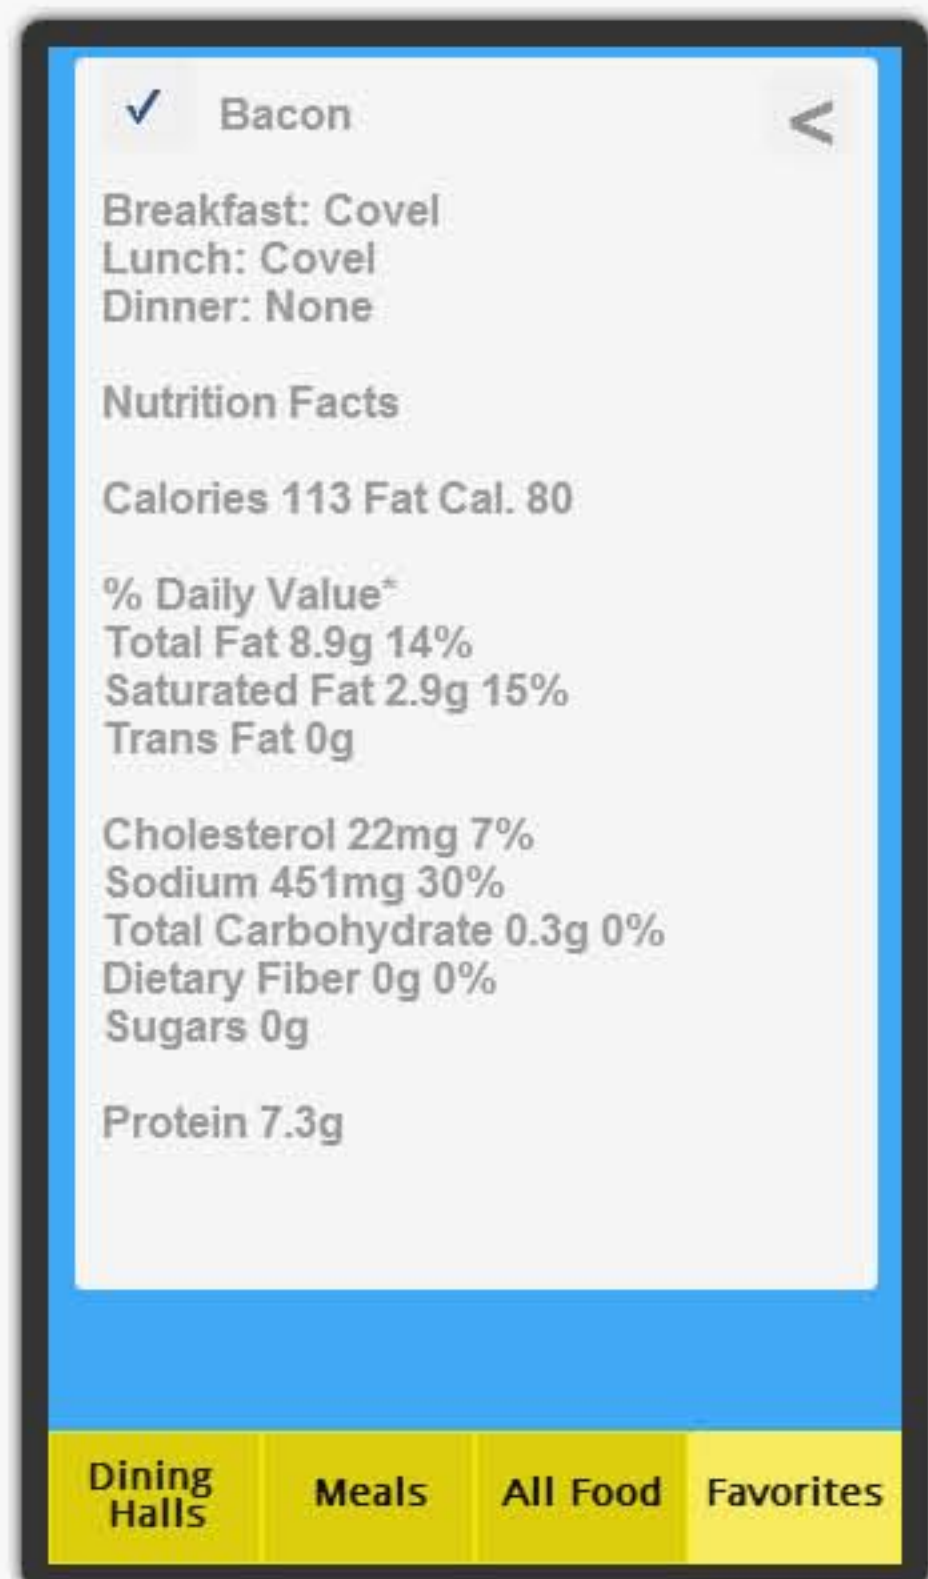 ✓ Bacon <
Breakfast: Covel
Lunch: Covel
Dinner: None
Nutrition Facts
Calories 113 Fat Cal. 80
% Daily Value*
Total Fat 8.9g 14%
Saturated Fat 2.9g 15%
Trans Fat 0g
Cholesterol 22mg 7%
Sodium 451mg 30%
Total Carbohydrate 0.3g 0%
Dietary Fiber 0g 0%
Sugars 0g
Protein 7.3g
Dining
Halls
Meals
All Food
Favorites